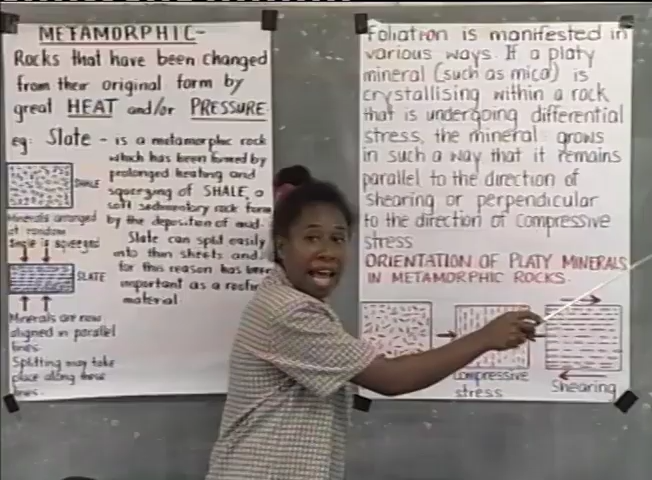 METAMORPHIC-
Rocks that have been changed
from their original form by
great HEAT and/or PRESSURE.
eg. Slate - is a metamorphic rock
which has been formed by
prolonged heating and
squeezing of SHALE, a
soft sedimentary rock form
by the deposition of mud.
Slate can split easily
into thin sheets and
for this reason has been
important as a roofing
material.
SHALE
Minerals arranged
at random
Shale is squeezed
SLATE
Minerals are now
aligned in parallel
lines.
Splitting may take
place along these
lines.
Foliation is manifested in
various ways. If a platy
mineral (such as mica) is
crystallising within a rock
that is undergoing differential
stress, the mineral grows
in such a way that it remains
parallel to the direction of
shearing or perpendicular
to the direction of compressive
stress
ORIENTATION OF PLATY MINERALS
IN METAMORPHIC ROCKS.
Compressive
stress
Shearing